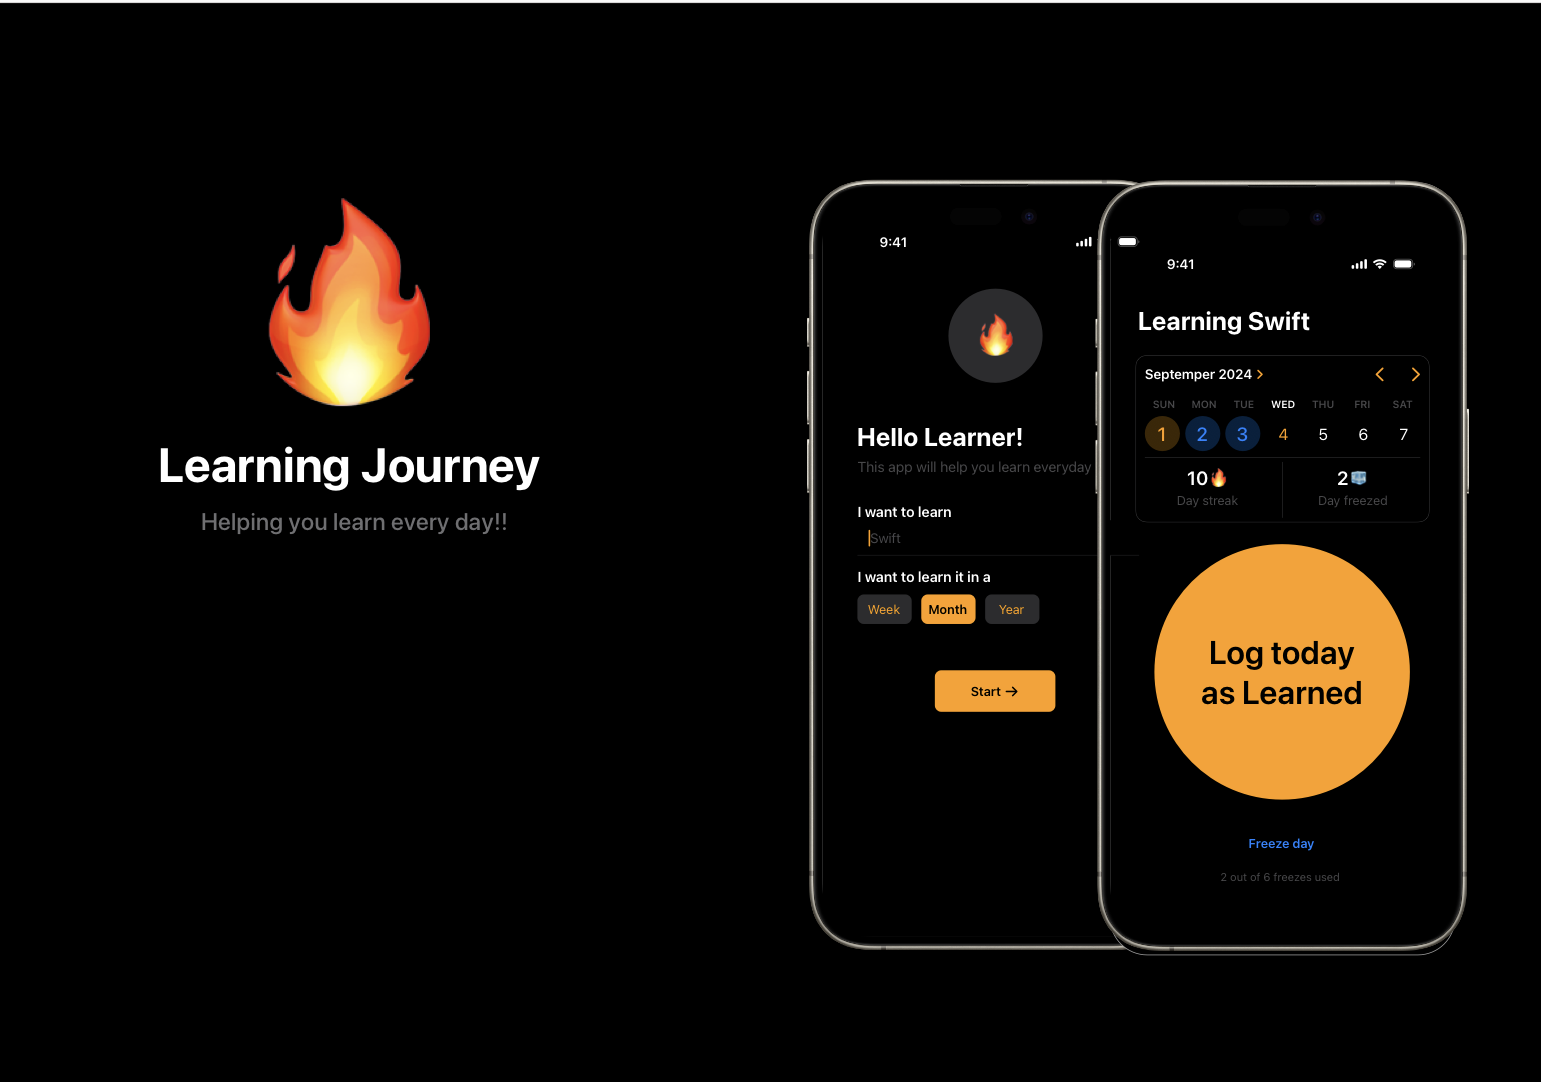 Learning Journey
Helping you learn every day!!
9:41
Hello Learner!
This app will help you learn everyday
I want to learn
Swift
I want to learn it in a
Week Month Year
Start →
9:41
Learning Swift
Septemper 2024 >
SUN MON TUE WED THU FRI SAT
1 2 3 4 5 6 7
10🔥 2🧊
Day streak Day freezed
Log today
as Learned
Freeze day
2 out of 6 freezes used